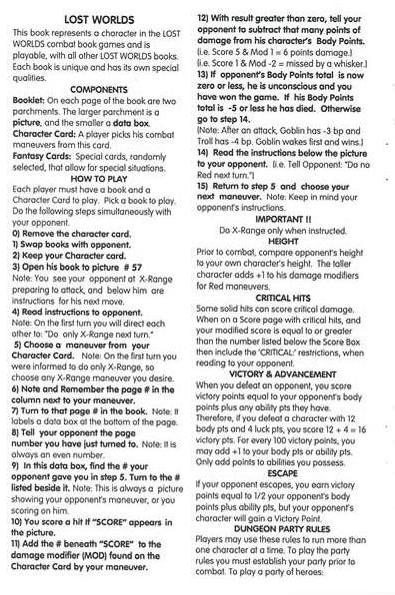 LOST WORLDS
This book represents a character in the LOST
WORLDS combat book games and is
playable, with all other LOST WORLDS books.
Each book is unique and has its own special
qualities.
COMPONENTS
Booklet: On each page of the book are two
parchments. The larger parchment is a
picture, and the smaller a data box.
Character Card: A player picks his combat
maneuvers from this card.
Fantasy Cards: Special cards, randomly
selected, that allow for special situations.
HOW TO PLAY
Each player must have a book and a
Character Card to play. Pick a book to play.
Do the following steps simultaneously with
your opponent.
0) Remove the character card.
1) Swap books with opponent.
2) Keep your Character card.
3) Open his book to picture # 57
Note: You see your opponent at X-Range
preparing to attack, and below him are
instructions for his next move.
4) Read instructions to opponent.
Note: On the first turn you will direct each
other to: "Do only X-Range next turn."
5) Choose a maneuver from your
Character Card. Note: On the first turn you
were informed to do only X-Range, so
choose any X-Range maneuver you desire.
6) Note and Remember the page # in the
column next to your maneuver.
7) Turn to that page # in the book. Note: It
labels a data box at the bottom of the page.
8) Tell your opponent the page
number you have just turned to. Note: It is
always an even number.
9) In this data box, find the # your
opponent gave you in step 5. Turn to the #
listed beside it. Note: This is always a picture
showing your opponent's maneuver, or you
scoring on him.
10) You score a hit if "SCORE" appears in
the picture.
11) Add the # beneath "SCORE" to the
damage modifier (MOD) found on the
Character Card by your maneuver.
12) With result greater than zero, tell your
opponent to subtract that many points of
damage from his character's Body Points.
(i.e. Score 5 & Mod 1 = 6 points damage.)
(i.e. Score 1 & Mod -2 = missed by a whisker.)
13) If opponent's Body Points total is now
zero or less, he is unconscious and you
have won the game. If his Body Points
total is -5 or less he has died. Otherwise
go to step 14.
(Note: After an attack, Goblin has -3 bp and
Troll has -4 bp. Goblin wakes first and wins.)
14) Read the instructions below the picture
to your opponent. (i.e. Tell Opponent: "Do no
Red next turn.")
15) Return to step 5 and choose your
next maneuver. Note: Keep in mind your
opponent's instructions.
IMPORTANT !!
Do X-Range only when instructed.
HEIGHT
Prior to combat, compare opponent's height
to your own character's height. The taller
character adds +1 to his damage modifiers
for Red maneuvers.
CRITICAL HITS
Some solid hits can score critical damage.
When on a Score page with critical hits, and
your modified score is equal to or greater
than the number listed below the Score Box
then include the 'CRITICAL:' restrictions, when
reading to your opponent.
VICTORY & ADVANCEMENT
When you defeat an opponent, you score
victory points equal to your opponent's body
points plus any ability pts they have.
Therefore, if you defeat a character with 12
body pts and 4 luck pts, you score 12 + 4 = 16
victory pts. For every 100 victory points, you
may add +1 to your body pts or ability pts.
Only add points to abilities you possess.
ESCAPE
If your opponent escapes, you earn victory
points equal to 1/2 your opponent's body
points plus ability pts, but your opponent's
character will gain a Victory Point.
DUNGEON PARTY RULES
Players may use these rules to run more than
one character at a time. To play the party
rules you must establish your party prior to
combat. To play a party of heroes: